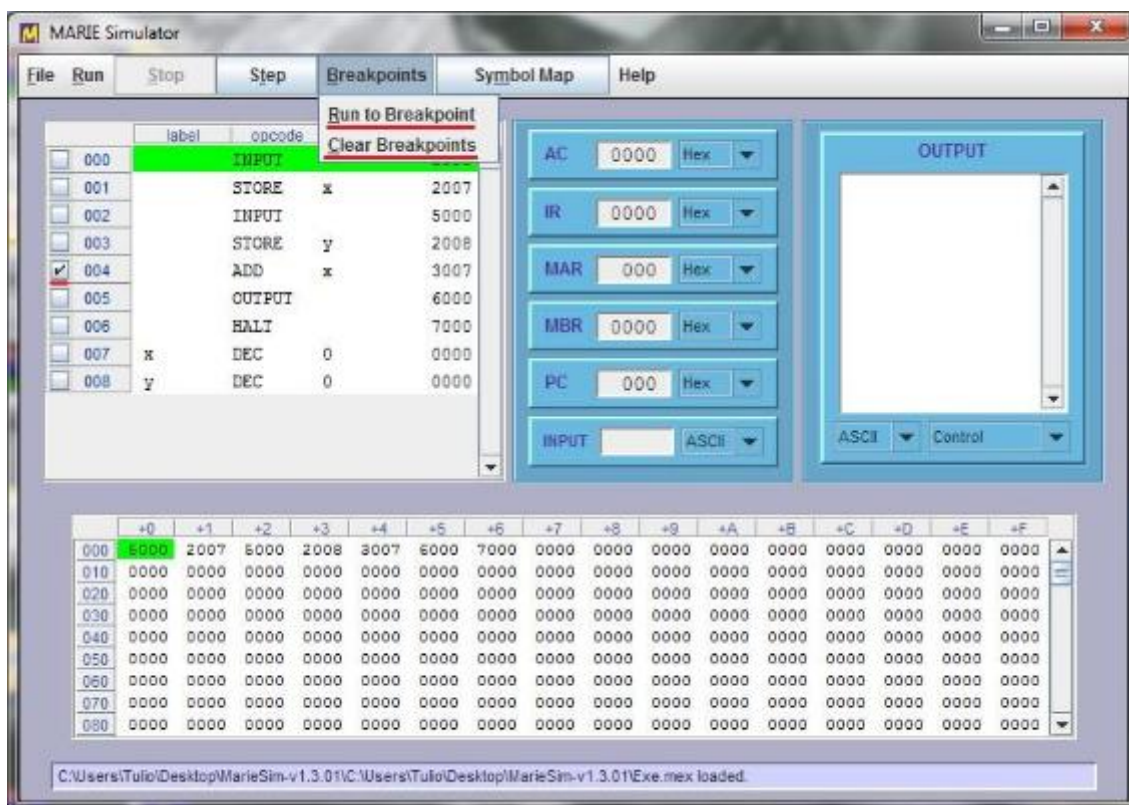 MARIE Simulator
File Run Stop Step Breakpoints Symbol Map Help
Run to Breakpoint
Clear Breakpoints
label opcode
000 INPUT
001 STORE x 2007
002 INPUT 5000
003 STORE y 2008
004 ADD x 3007
005 OUTPUT 6000
006 HALT 7000
007 x DEC 0 0000
008 y DEC 0 0000
AC 0000 Hex
IR 0000 Hex
MAR 000 Hex
MBR 0000 Hex
PC 000 Hex
INPUT ASCII
OUTPUT
ASCII Control
+0 +1 +2 +3 +4 +5 +6 +7 +8 +9 +A +B +C +D +E +F
000 5000 2007 5000 2008 3007 6000 7000 0000 0000 0000 0000 0000 0000 0000 0000 0000
010 0000 0000 0000 0000 0000 0000 0000 0000 0000 0000 0000 0000 0000 0000 0000 0000
020 0000 0000 0000 0000 0000 0000 0000 0000 0000 0000 0000 0000 0000 0000 0000 0000
030 0000 0000 0000 0000 0000 0000 0000 0000 0000 0000 0000 0000 0000 0000 0000 0000
040 0000 0000 0000 0000 0000 0000 0000 0000 0000 0000 0000 0000 0000 0000 0000 0000
050 0000 0000 0000 0000 0000 0000 0000 0000 0000 0000 0000 0000 0000 0000 0000 0000
060 0000 0000 0000 0000 0000 0000 0000 0000 0000 0000 0000 0000 0000 0000 0000 0000
070 0000 0000 0000 0000 0000 0000 0000 0000 0000 0000 0000 0000 0000 0000 0000 0000
080 0000 0000 0000 0000 0000 0000 0000 0000 0000 0000 0000 0000 0000 0000 0000 0000
C:\Users\Tulio\Desktop\MarieSim-v1.3.01\C:\Users\Tulio\Desktop\MarieSim-v1.3.01\Exe.mex loaded.